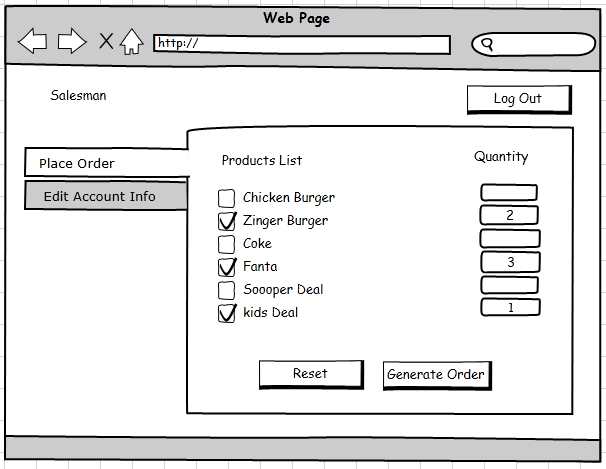 Web Page
X
http://
Salesman
Log Out
Place Order
Edit Account Info
Products List Quantity
Chicken Burger
Zinger Burger 2
Coke
Fanta 3
Soooper Deal
kids Deal 1
Reset Generate Order